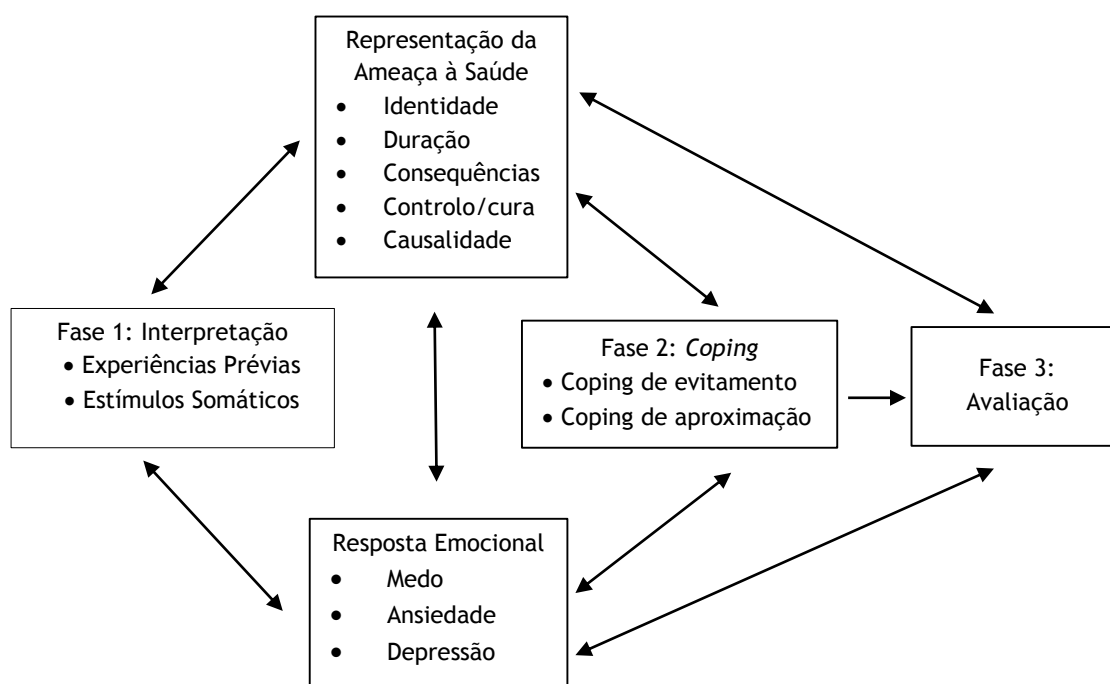 Representação da
Ameaça à Saúde
• Identidade
• Duração
• Consequências
• Controlo/cura
• Causalidade
Fase 1: Interpretação
• Experiências Prévias
• Estímulos Somáticos
Fase 2: Coping
• Coping de evitamento
• Coping de aproximação
Fase 3:
Avaliação
Resposta Emocional
• Medo
• Ansiedade
• Depressão